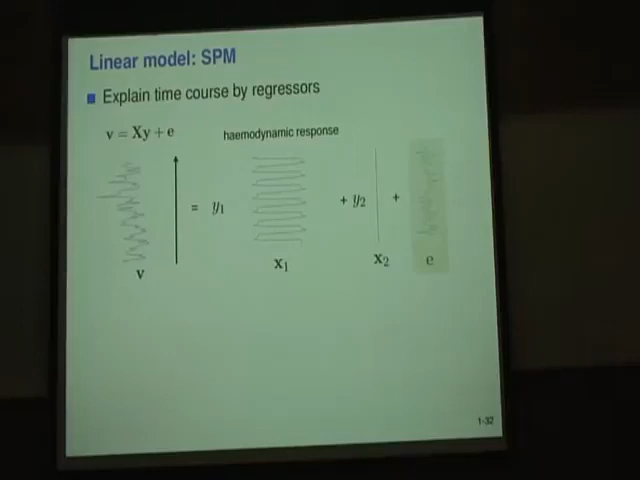 Linear model: SPM
Explain time course by regressors
v = Xy + e
haemodynamic response
= y₁ + y₂ +
v x₁ x₂ e
1-32